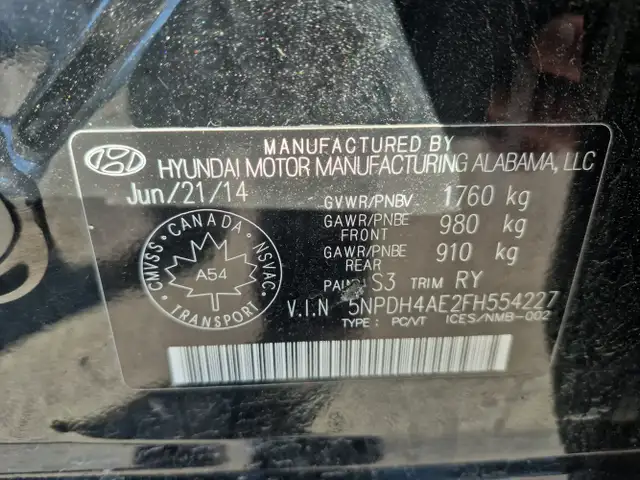 MANUFACTURED BY
HYUNDAI MOTOR MANUFACTURING ALABAMA, LLC
Jun/21/14
GVWR/PNBV 1760 kg
GAWR/PNBE FRONT 980 kg
GAWR/PNBE REAR 910 kg
PAINT S3 TRIM RY
V.I.N 5NPDH4AE2FH554227
TYPE : PC/VT ICES/NMB-002
CMVSS · CANADA · NSVAC
A54
TRANSPORT